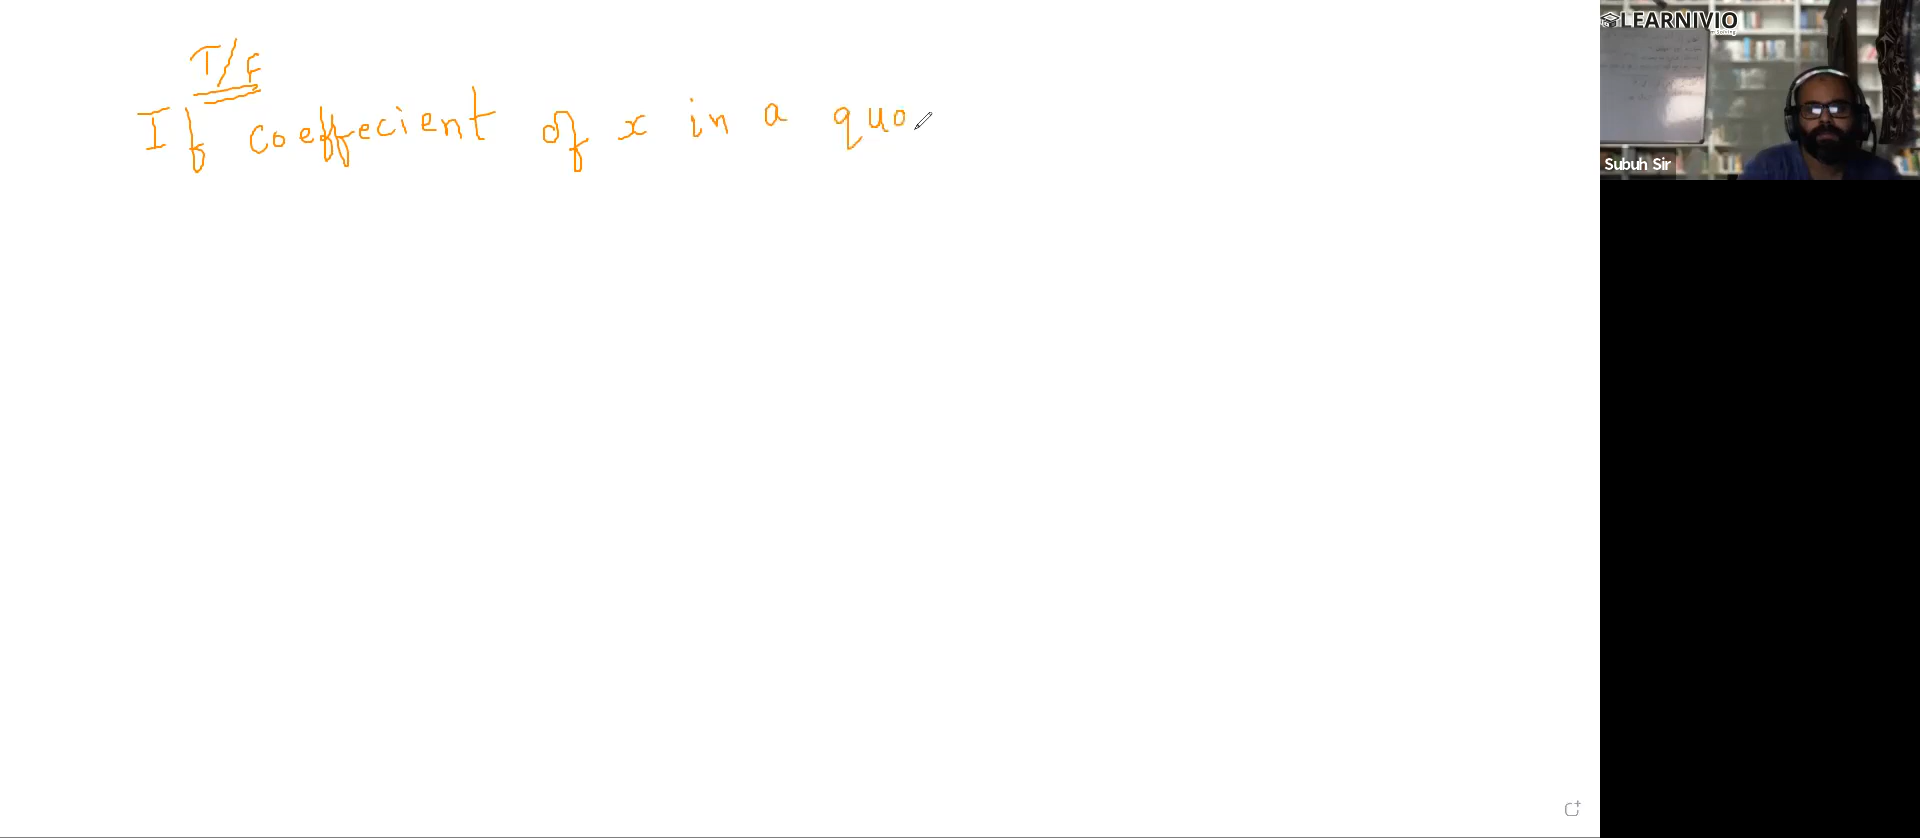 T/F
If coeffecient of x in a quo
LEARNIVIO
Subuh Sir